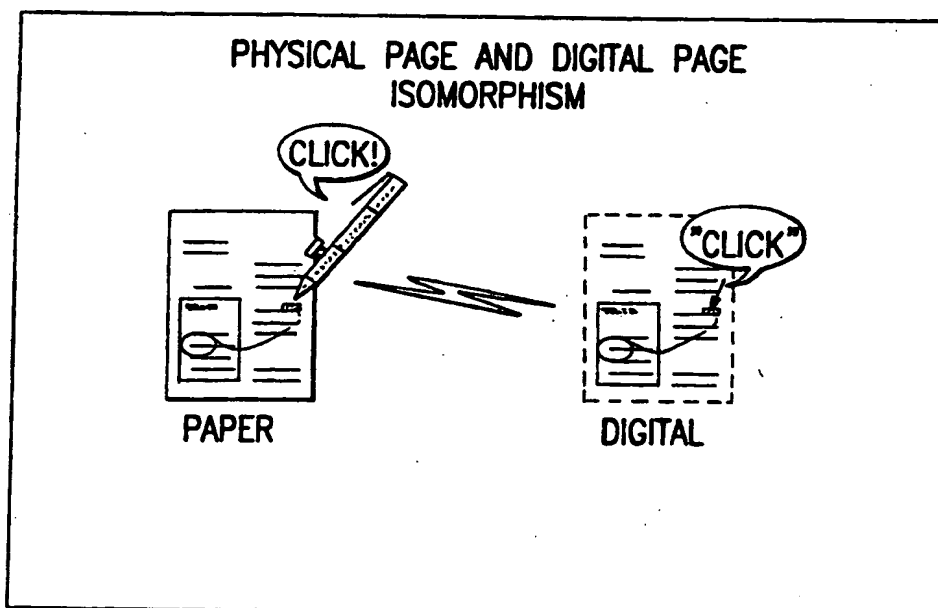 PHYSICAL PAGE AND DIGITAL PAGE
ISOMORPHISM
CLICK!
"CLICK"
PAPER
DIGITAL